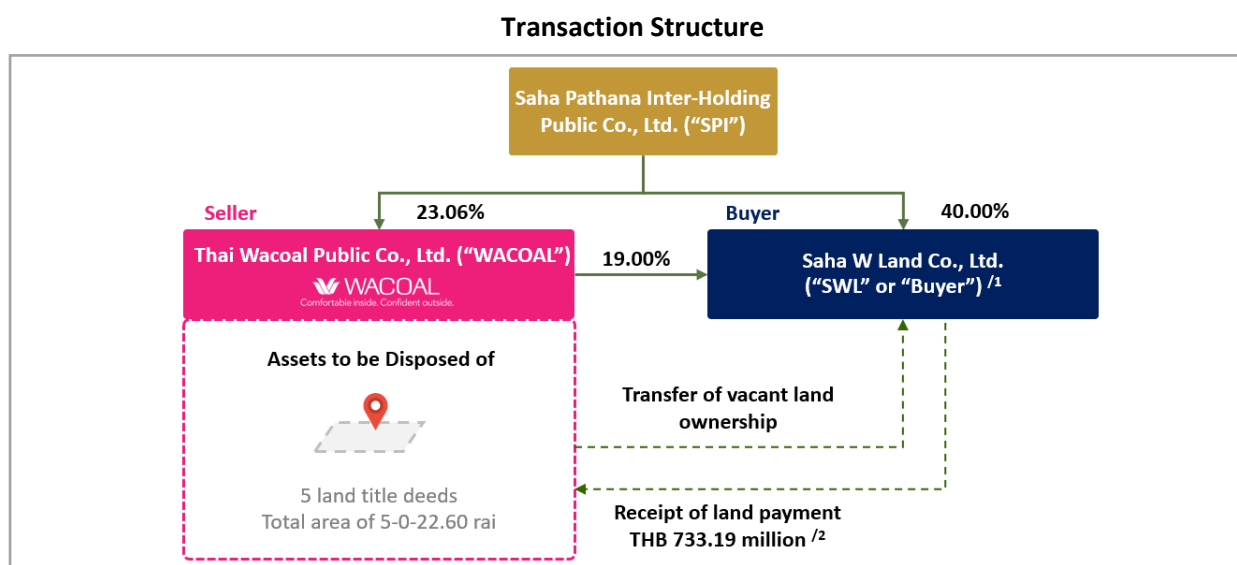 Transaction Structure
Saha Pathana Inter-Holding
Public Co., Ltd. (“SPI”)
Seller
23.06%
Buyer
40.00%
Thai Wacoal Public Co., Ltd. (“WACOAL”)
WACOAL
Comfortable inside. Confident outside.
19.00%
Saha W Land Co., Ltd.
(“SWL” or “Buyer”) /1
Assets to be Disposed of
Transfer of vacant land
ownership
5 land title deeds
Total area of 5-0-22.60 rai
Receipt of land payment
THB 733.19 million /2